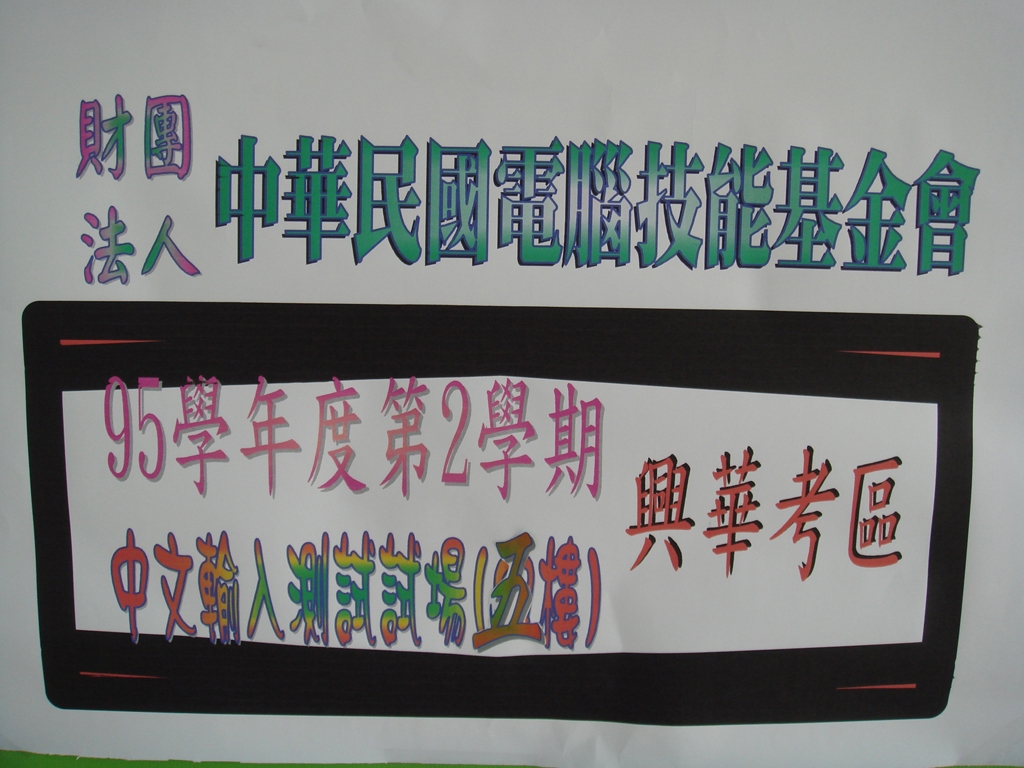 財團法人
中華民國電腦技能基金會
95學年度第2學期
中文輸入測試試場(五樓)
興華考區